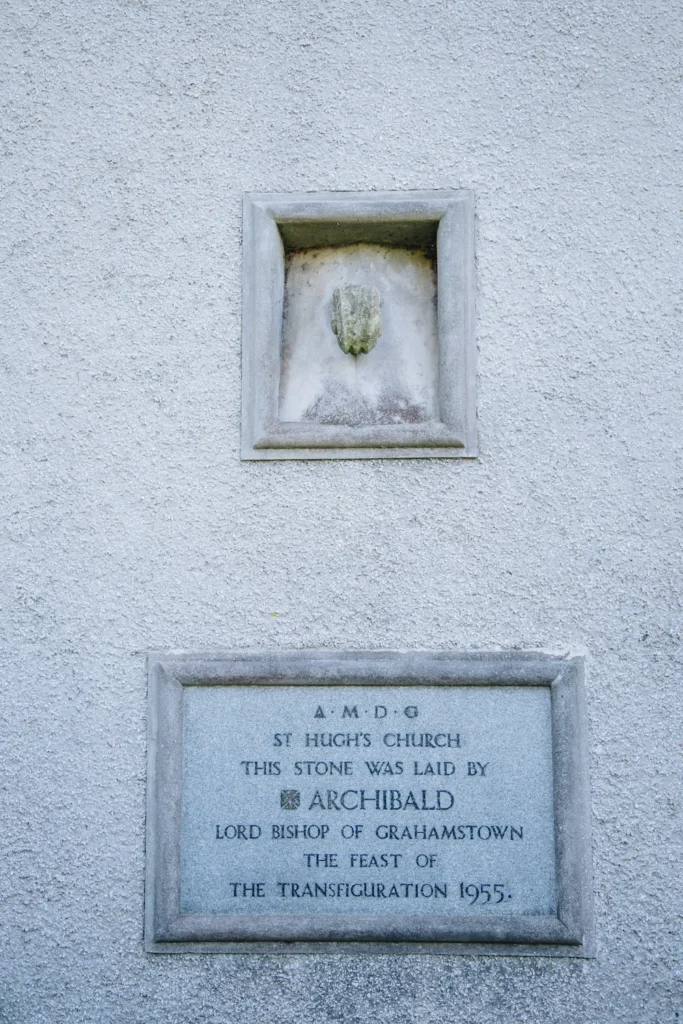 A·M·D·G
ST HUGH'S CHURCH
THIS STONE WAS LAID BY
ARCHIBALD
LORD BISHOP OF GRAHAMSTOWN
THE FEAST OF
THE TRANSFIGURATION 1955.